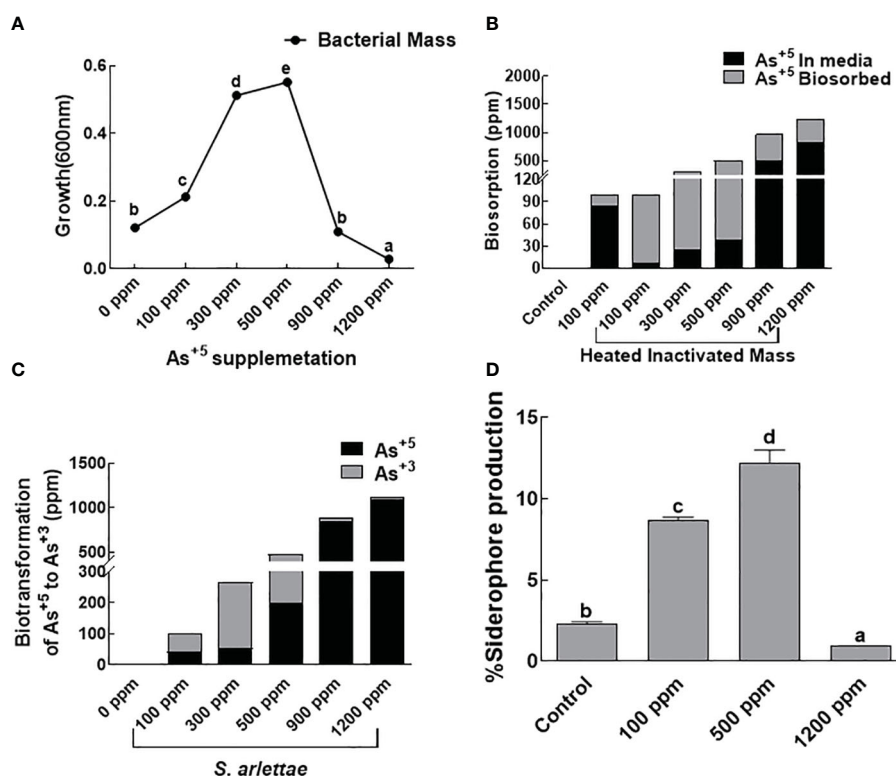 A
Bacterial Mass
Growth(600nm)
0.6
0.4
0.2
0.0
b
c
d
e
b
a
0 ppm
100 ppm
300 ppm
500 ppm
900 ppm
1200 ppm
As+5 supplemetation
B
As+5 In media
As+5 Biosorbed
Biosorption (ppm)
2000
1500
1000
500
120
90
60
30
0
Control
100 ppm
100 ppm
300 ppm
500 ppm
900 ppm
1200 ppm
Heated Inactivated Mass
C
As+5
As+3
Biotransformation
of As+5 to As+3 (ppm)
1500
1000
500
300
200
100
0
0 ppm
100 ppm
300 ppm
500 ppm
900 ppm
1200 ppm
S. arlettae
D
%Siderophore production
15
10
5
0
b
c
d
a
Control
100 ppm
500 ppm
1200 ppm